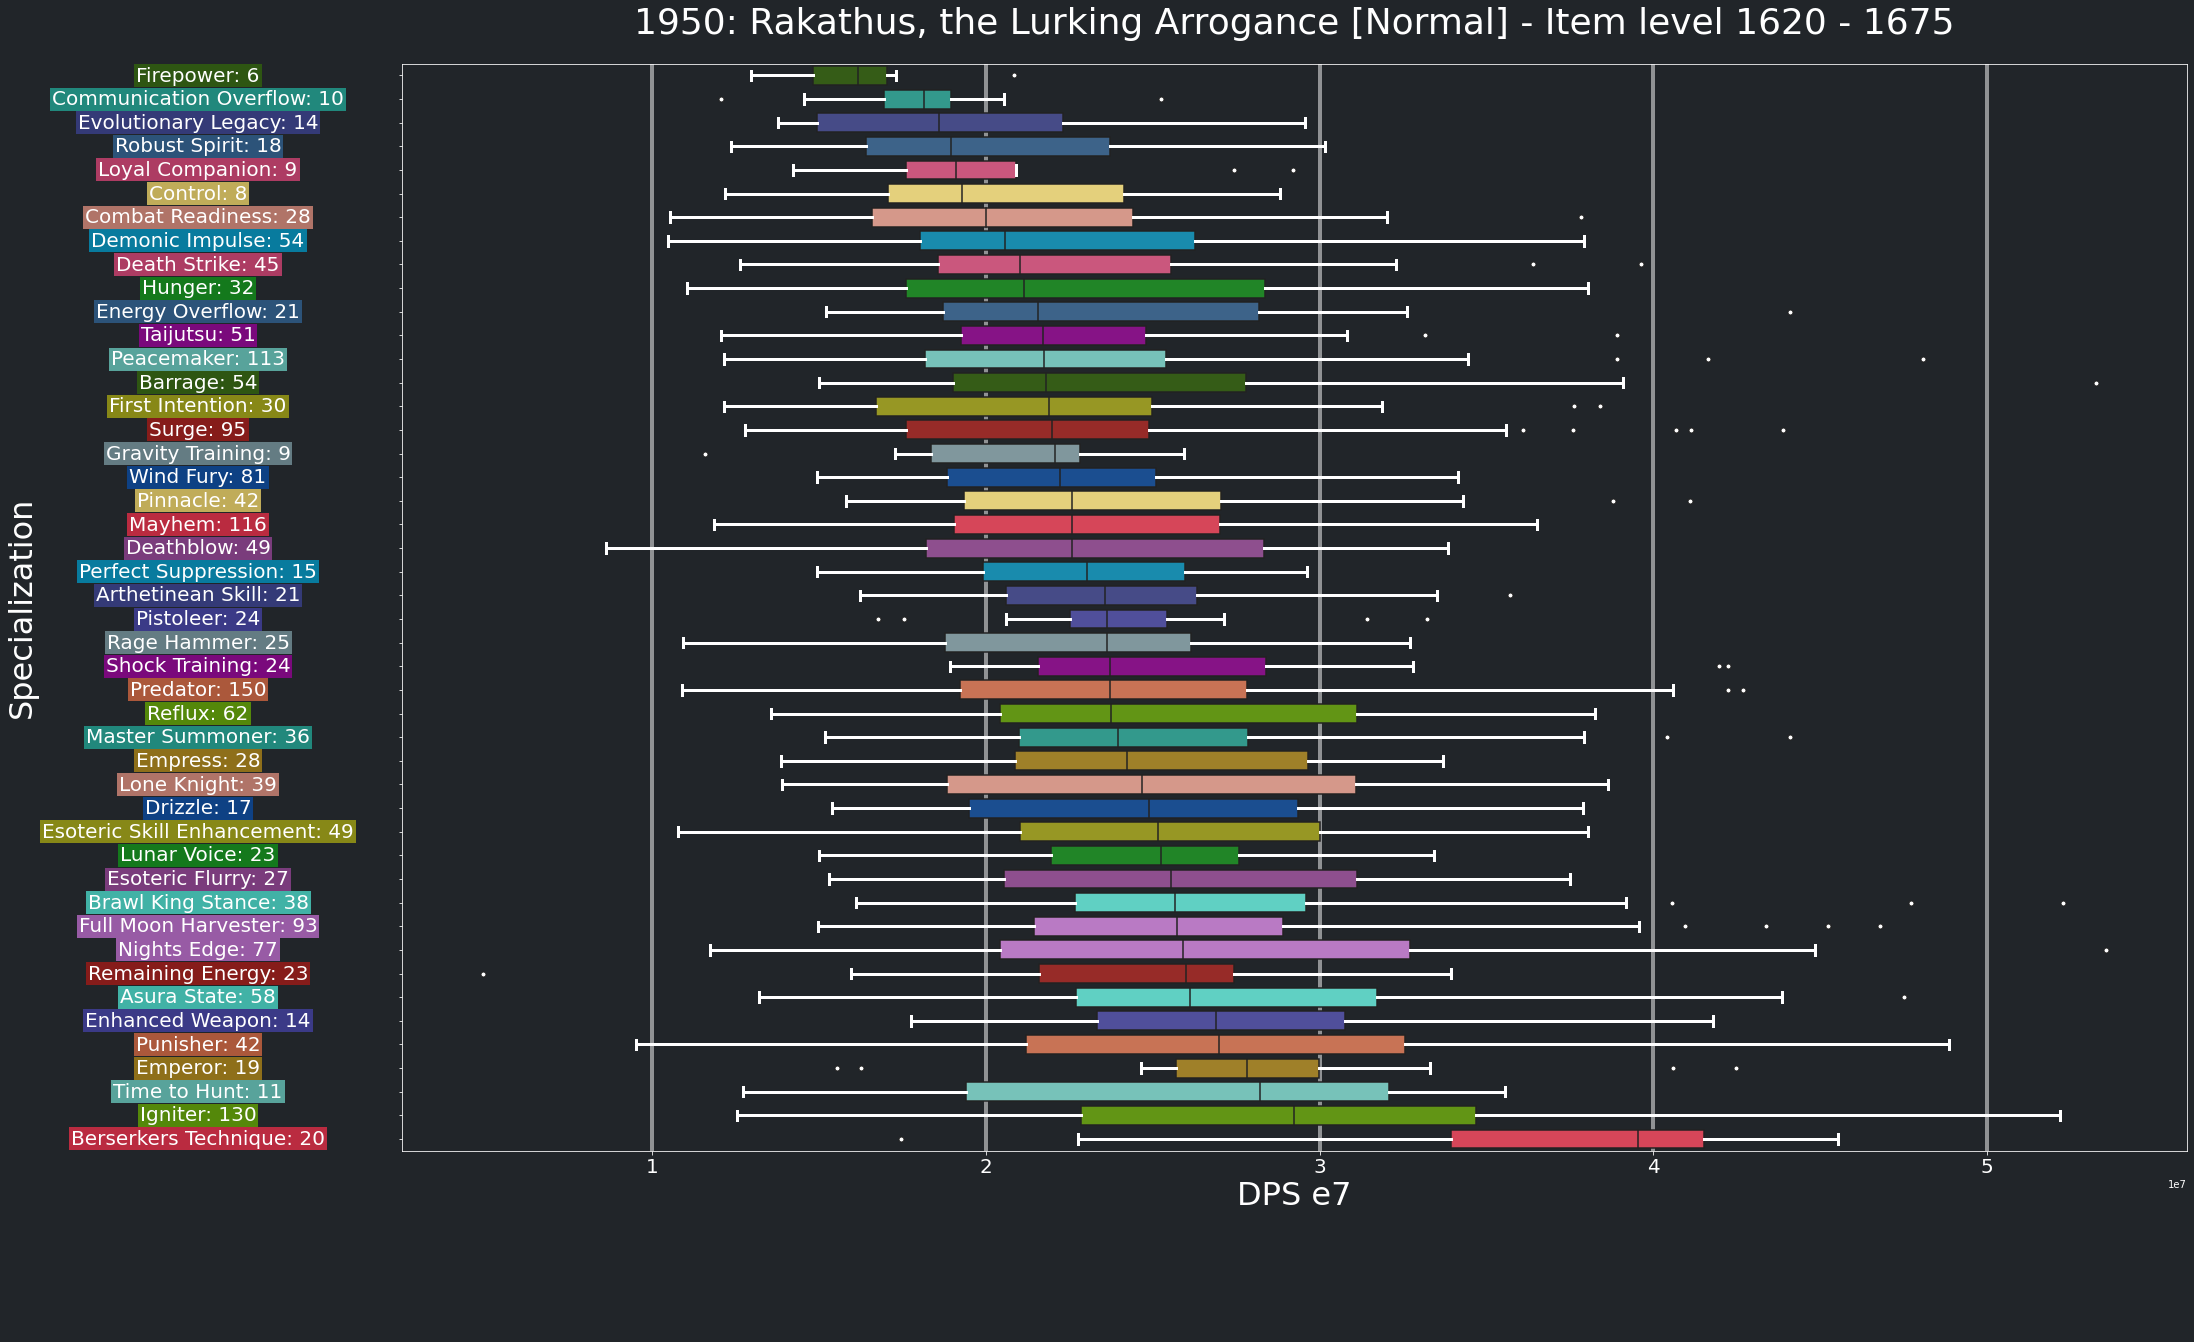 1950: Rakathus, the Lurking Arrogance [Normal] - Item level 1620 - 1675
Specialization
Firepower: 6
Communication Overflow: 10
Evolutionary Legacy: 14
Robust Spirit: 18
Loyal Companion: 9
Control: 8
Combat Readiness: 28
Demonic Impulse: 54
Death Strike: 45
Hunger: 32
Energy Overflow: 21
Taijutsu: 51
Peacemaker: 113
Barrage: 54
First Intention: 30
Surge: 95
Gravity Training: 9
Wind Fury: 81
Pinnacle: 42
Mayhem: 116
Deathblow: 49
Perfect Suppression: 15
Arthetinean Skill: 21
Pistoleer: 24
Rage Hammer: 25
Shock Training: 24
Predator: 150
Reflux: 62
Master Summoner: 36
Empress: 28
Lone Knight: 39
Drizzle: 17
Esoteric Skill Enhancement: 49
Lunar Voice: 23
Esoteric Flurry: 27
Brawl King Stance: 38
Full Moon Harvester: 93
Nights Edge: 77
Remaining Energy: 23
Asura State: 58
Enhanced Weapon: 14
Punisher: 42
Emperor: 19
Time to Hunt: 11
Igniter: 130
Berserkers Technique: 20
1 2 3 4 5
DPS e7
1e7